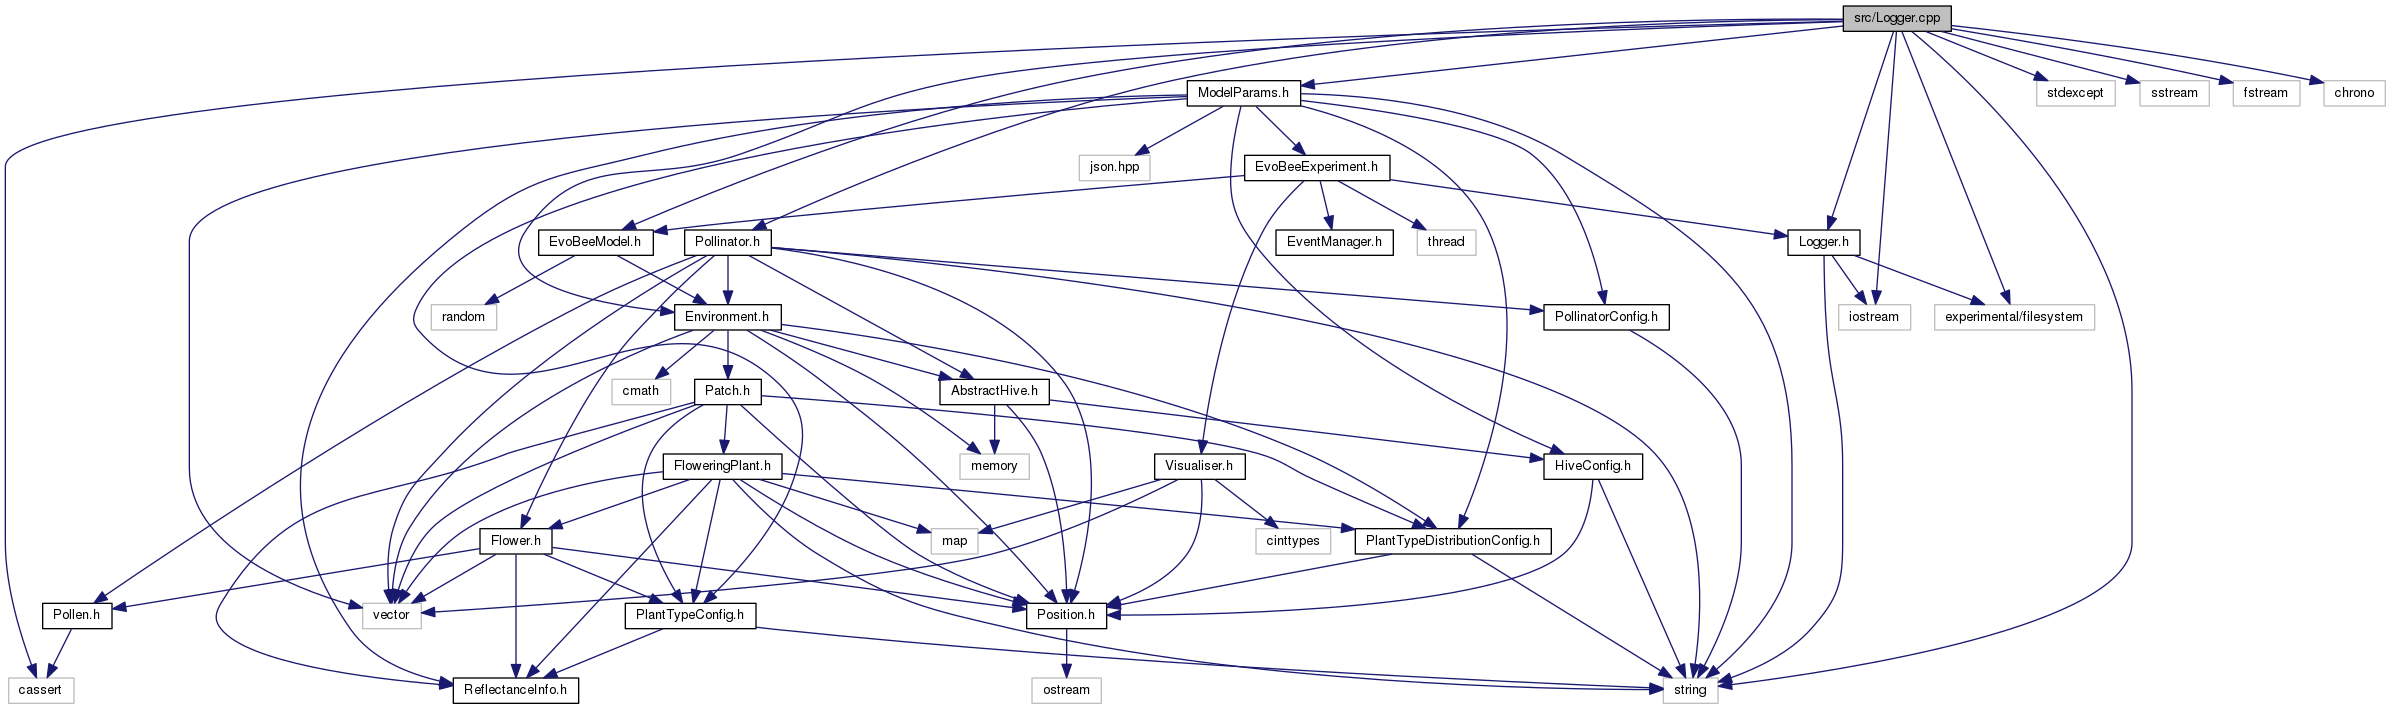 src/Logger.cpp
ModelParams.h
stdexcept
sstream
fstream
chrono
json.hpp
EvoBeeExperiment.h
EvoBeeModel.h
Pollinator.h
EventManager.h
thread
Logger.h
random
Environment.h
PollinatorConfig.h
iostream
experimental/filesystem
cmath
Patch.h
AbstractHive.h
FloweringPlant.h
memory
Visualiser.h
HiveConfig.h
Flower.h
map
cinttypes
PlantTypeDistributionConfig.h
Pollen.h
vector
PlantTypeConfig.h
Position.h
cassert
ReflectanceInfo.h
ostream
string